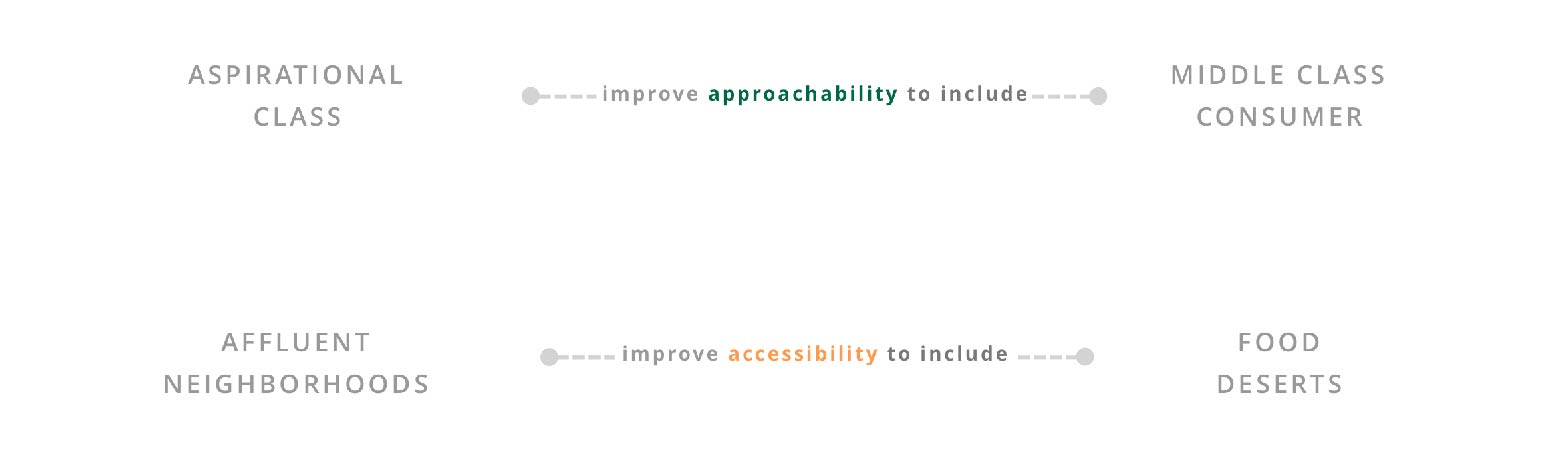 ASPIRATIONAL
CLASS
improve approachability to include
MIDDLE CLASS
CONSUMER
AFFLUENT
NEIGHBORHOODS
improve accessibility to include
FOOD
DESERTS